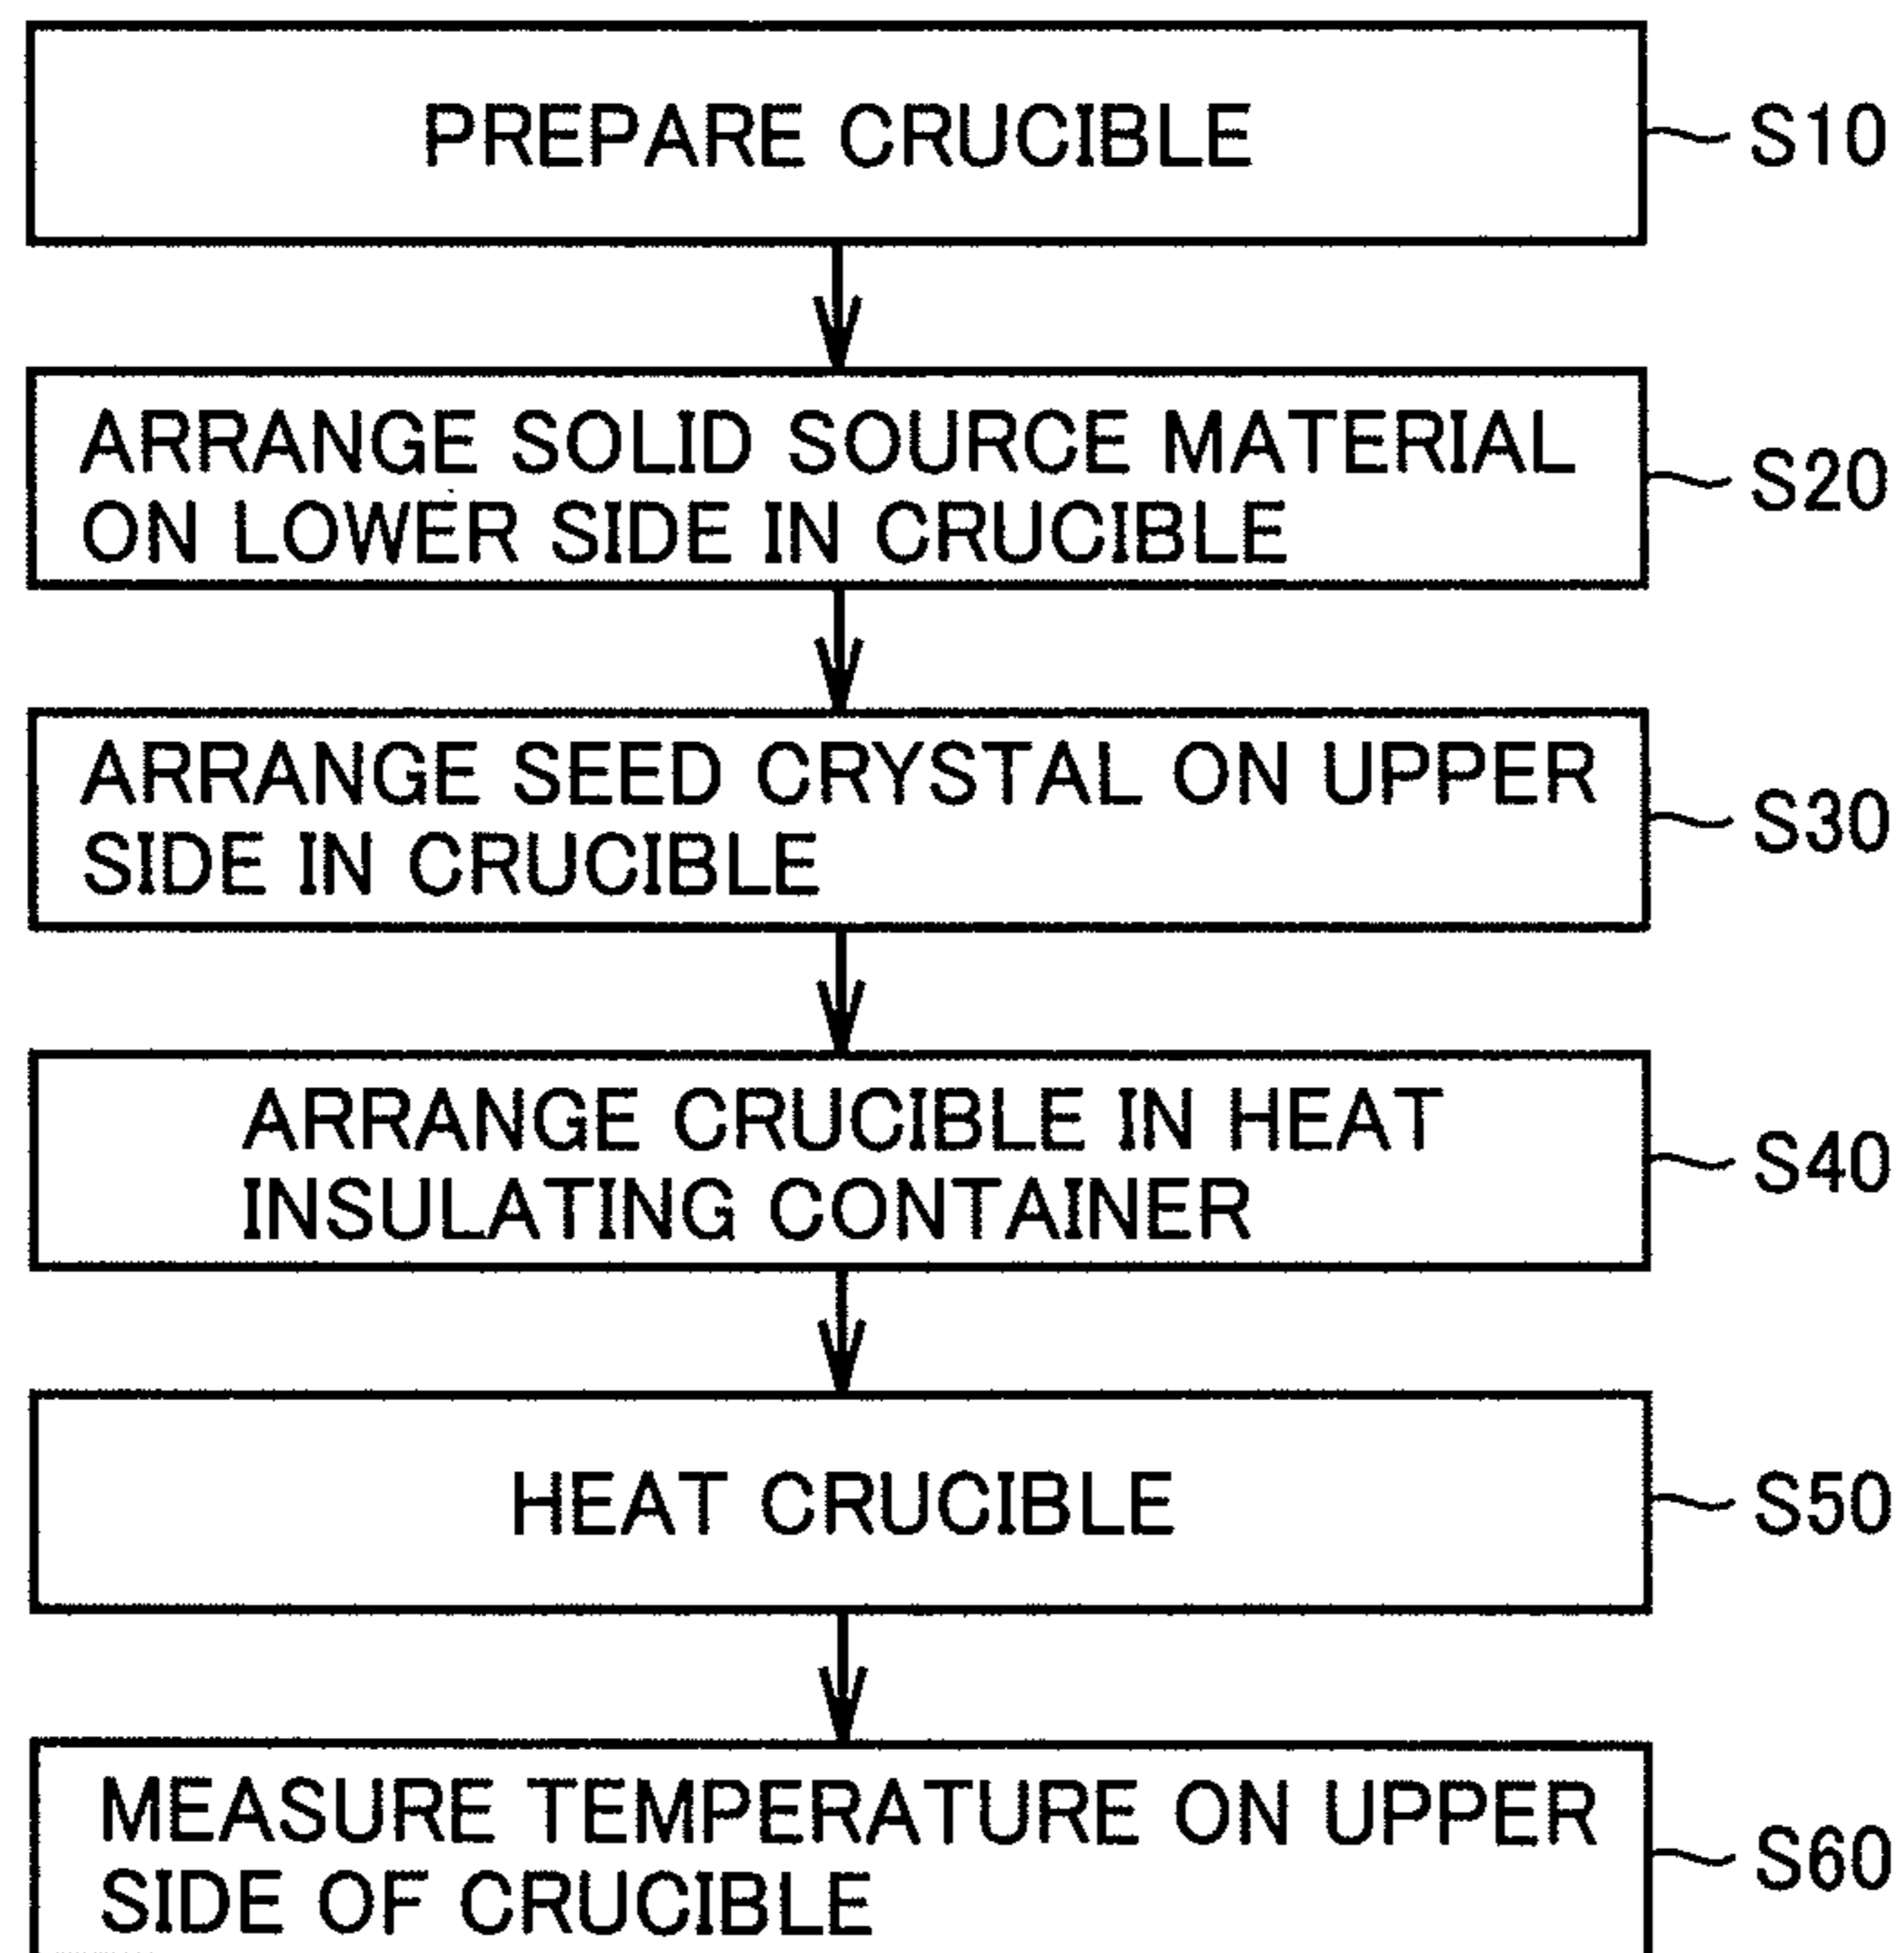 PREPARE CRUCIBLE
S10
ARRANGE SOLID SOURCE MATERIAL
ON LOWER SIDE IN CRUCIBLE
S20
ARRANGE SEED CRYSTAL ON UPPER
SIDE IN CRUCIBLE
S30
ARRANGE CRUCIBLE IN HEAT
INSULATING CONTAINER
S40
HEAT CRUCIBLE
S50
MEASURE TEMPERATURE ON UPPER
SIDE OF CRUCIBLE
S60